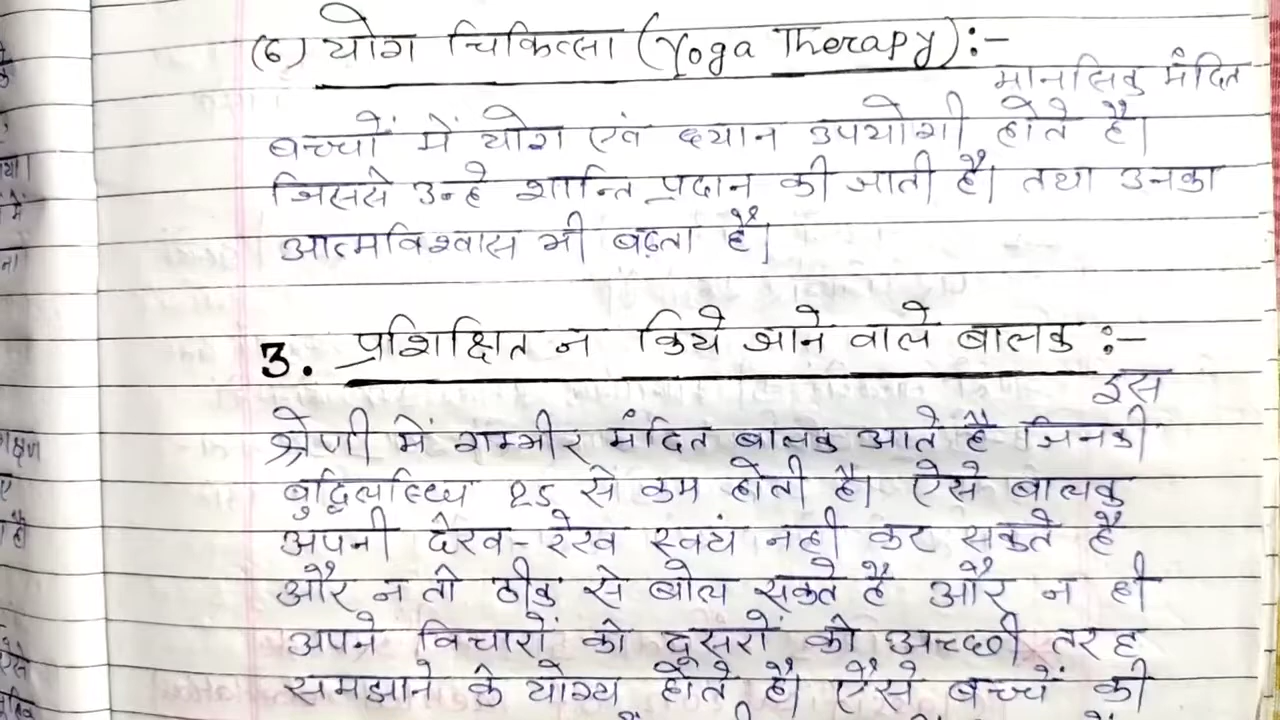 (6) योग चिकित्सा (Yoga Therapy):-
मानसिक मंदित
बच्चों में योग एवं ध्यान उपयोगी होते है।
जिससे उन्हे शान्ति प्रदान की जाती है। तथा उनका
आत्मविश्वास भी बढ़ता है।
3. प्रशिक्षित न किये जाने वाले बालक :-
इस
श्रेणी में गम्भीर मंदित बालक आते है जिनकी
बुद्धिलब्धि 25 से कम होती है। ऐसे बालक
अपनी देख-रेख स्वयं नही कर सकते है
और न तो ठीक से बोल सकते है और न ही
अपने विचारों को दूसरों को अच्छी तरह
समझाने के योग्य होते है। ऐसे बच्चें की